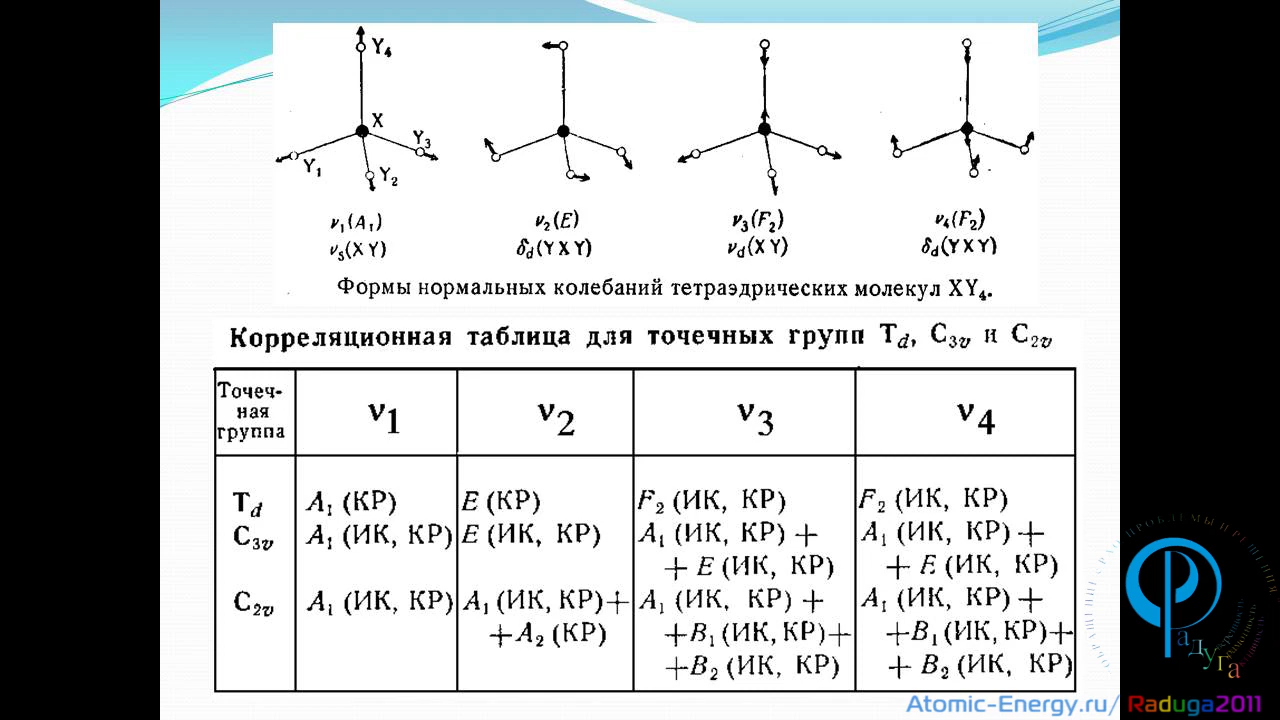 Y₄
X
Y₃
Y₁
Y₂
ν₁(A₁) ν₂(E) ν₃(F₂) ν₄(F₂)
νₛ(XY) δd(YXY) νd(XY) δd(YXY)
Формы нормальных колебаний тетраэдрических молекул XY₄.
Корреляционная таблица для точечных групп Td, C3v и C2v
Точеч-
ная
группа
ν1 ν2 ν3 ν4
Td A₁ (КР) E (КР) F₂ (ИК, КР) F₂ (ИК, КР)
C3v A₁ (ИК, КР) E (ИК, КР) A₁ (ИК, КР) + A₁ (ИК, КР) +
+ E (ИК, КР) + E (ИК, КР)
C2v A₁ (ИК, КР) A₁ (ИК, КР)+ A₁ (ИК, КР) + A₁ (ИК, КР) +
+A₂ (КР) +B₁ (ИК, КР)+ +B₁ (ИК, КР)+
+B₂ (ИК, КР) + B₂ (ИК, КР)
Радуга
Atomic-Energy.ru/Raduga2011